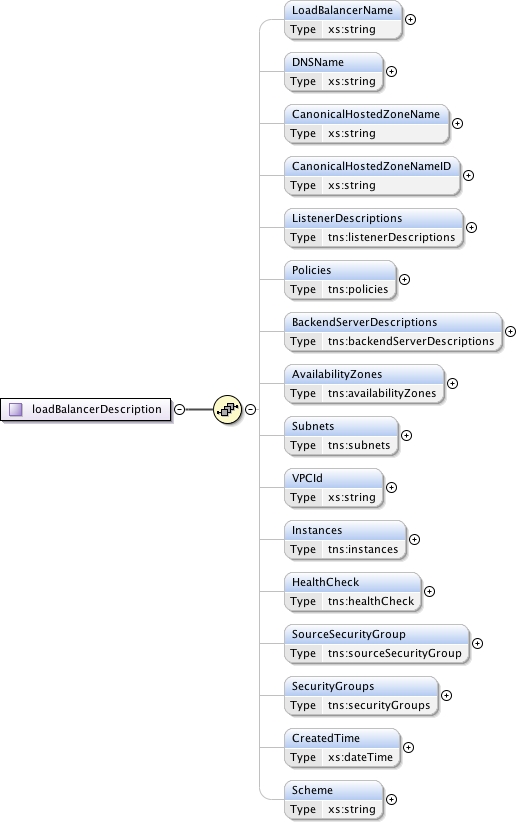 LoadBalancerName
Type xs:string
DNSName
Type xs:string
CanonicalHostedZoneName
Type xs:string
CanonicalHostedZoneNameID
Type xs:string
ListenerDescriptions
Type tns:listenerDescriptions
Policies
Type tns:policies
BackendServerDescriptions
Type tns:backendServerDescriptions
AvailabilityZones
Type tns:availabilityZones
loadBalancerDescription
Subnets
Type tns:subnets
VPCId
Type xs:string
Instances
Type tns:instances
HealthCheck
Type tns:healthCheck
SourceSecurityGroup
Type tns:sourceSecurityGroup
SecurityGroups
Type tns:securityGroups
CreatedTime
Type xs:dateTime
Scheme
Type xs:string